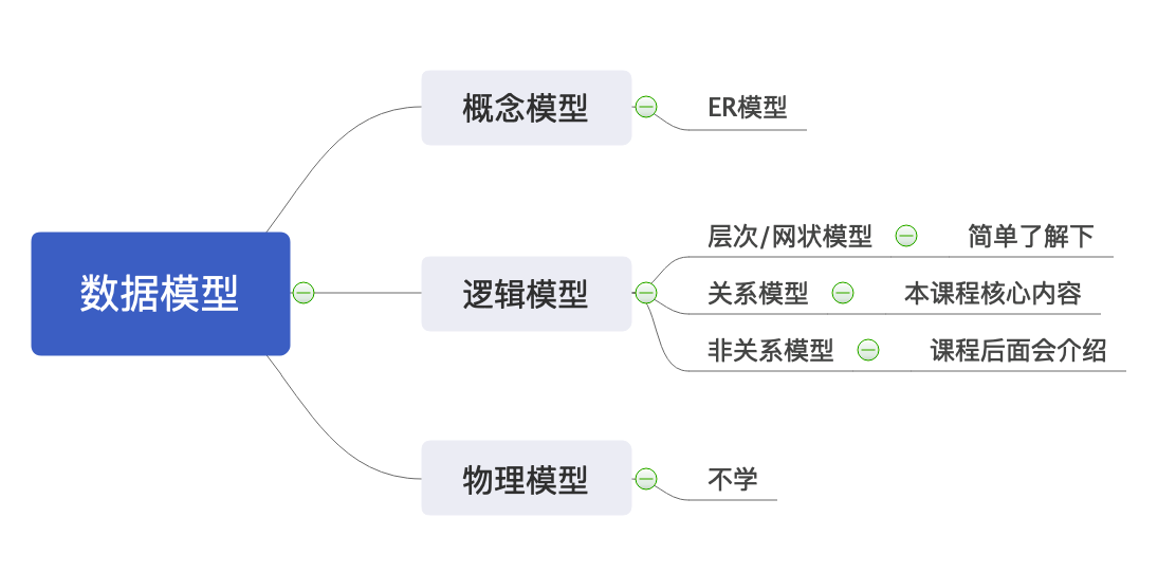 数据模型
概念模型
ER模型
逻辑模型
层次/网状模型 简单了解下
关系模型 本课程核心内容
非关系模型 课程后面会介绍
物理模型
不学